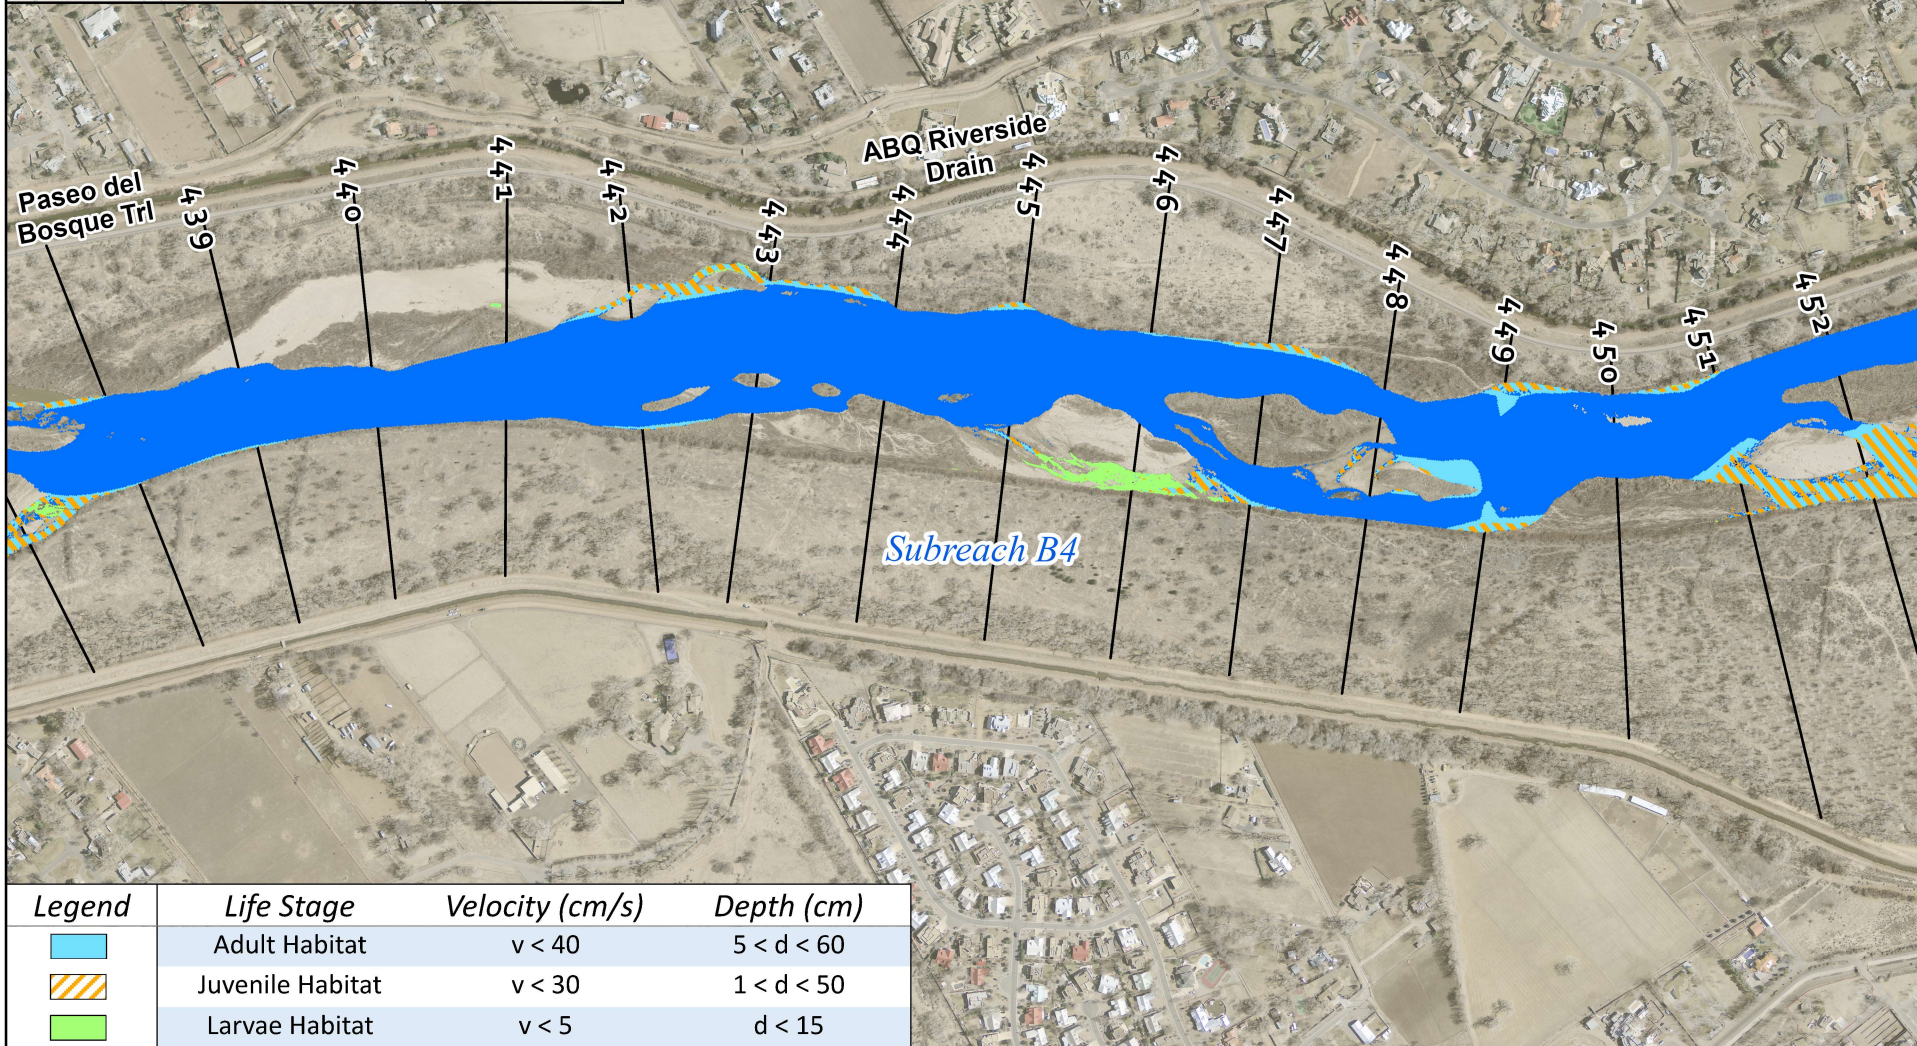 Paseo del
Bosque Trl
439
440
441
442
443
444
ABQ Riverside
Drain
445
446
447
448
449
450
451
452
Subreach B4
Legend Life Stage Velocity (cm/s) Depth (cm)
Adult Habitat v < 40 5 < d < 60
Juvenile Habitat v < 30 1 < d < 50
Larvae Habitat v < 5 d < 15